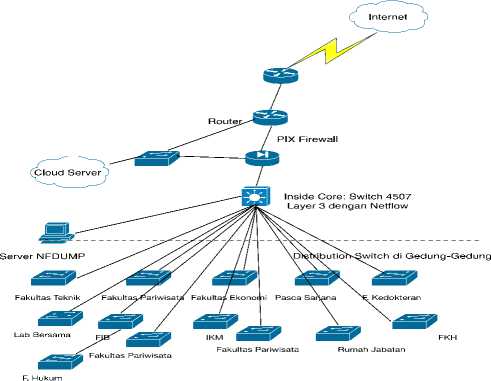 Internet
Router
PIX Firewall
Cloud Server
Inside Core: Switch 4507
Layer 3 dengan Netflow
Server NFDUMP
Distribution Switch di Gedung-Gedung
Fakultas Teknik
Fakultas Pariwisata
Fakultas Ekonomi
Pasca Sarjana
F. Kedokteran
Lab Bersama
FIB
IKM
Rumah Jabatan
FKH
Fakultas Pariwisata
Fakultas Pariwisata
F. Hukum